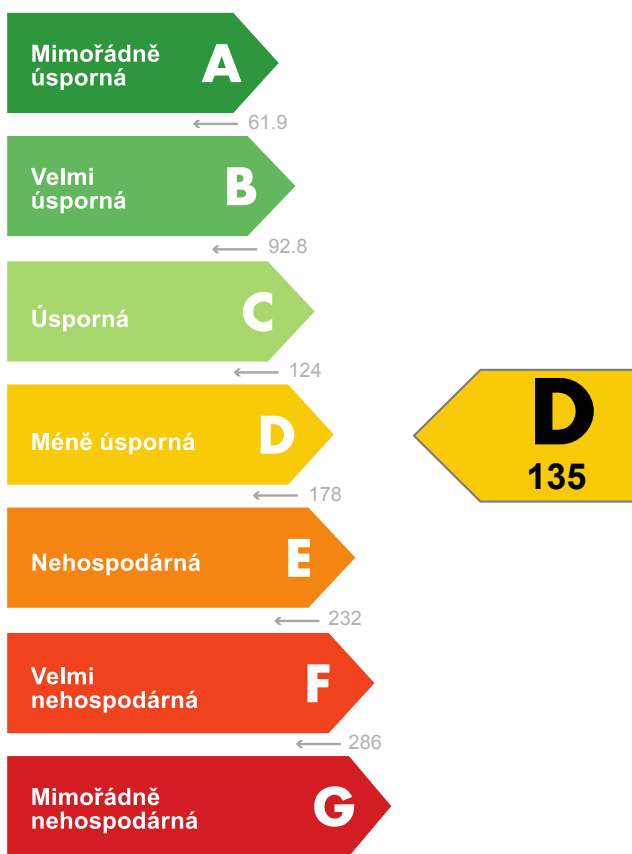 Mimořádně
úsporná
A
61.9
Velmi
úsporná
B
92.8
Úsporná
C
124
Méně úsporná
D
178
D
135
Nehospodárná
E
232
Velmi
nehospodárná
F
286
Mimořádně
nehospodárná
G